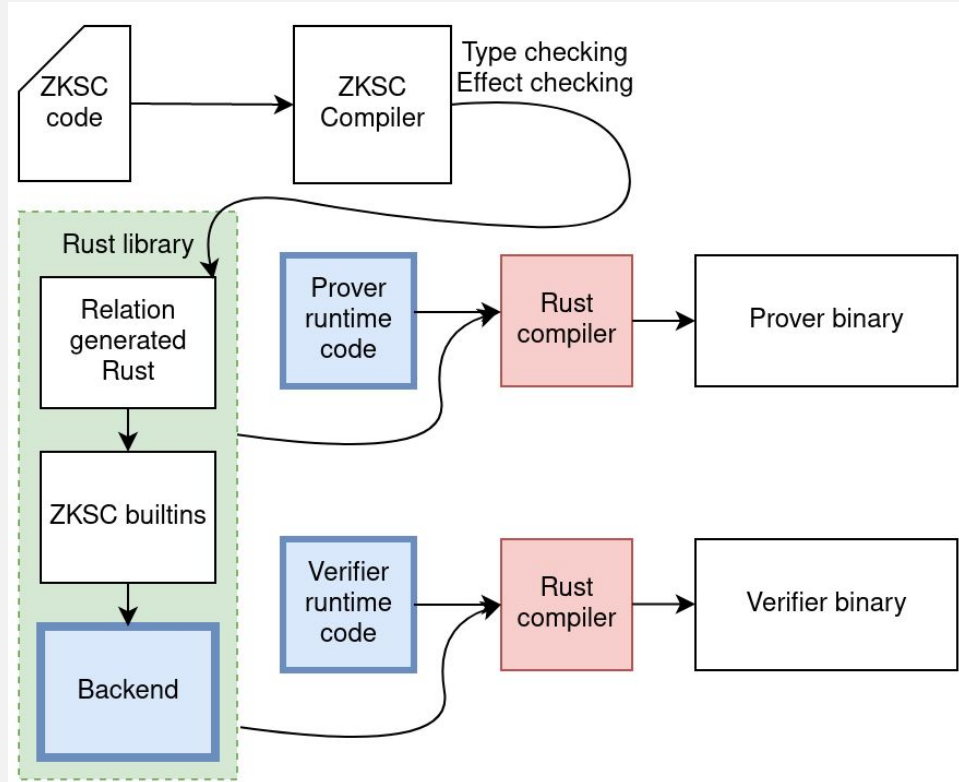 ZKSC
code
ZKSC
Compiler
Type checking
Effect checking
Rust library
Relation
generated
Rust
ZKSC builtins
Backend
Prover
runtime
code
Rust
compiler
Prover binary
Verifier
runtime
code
Rust
compiler
Verifier binary